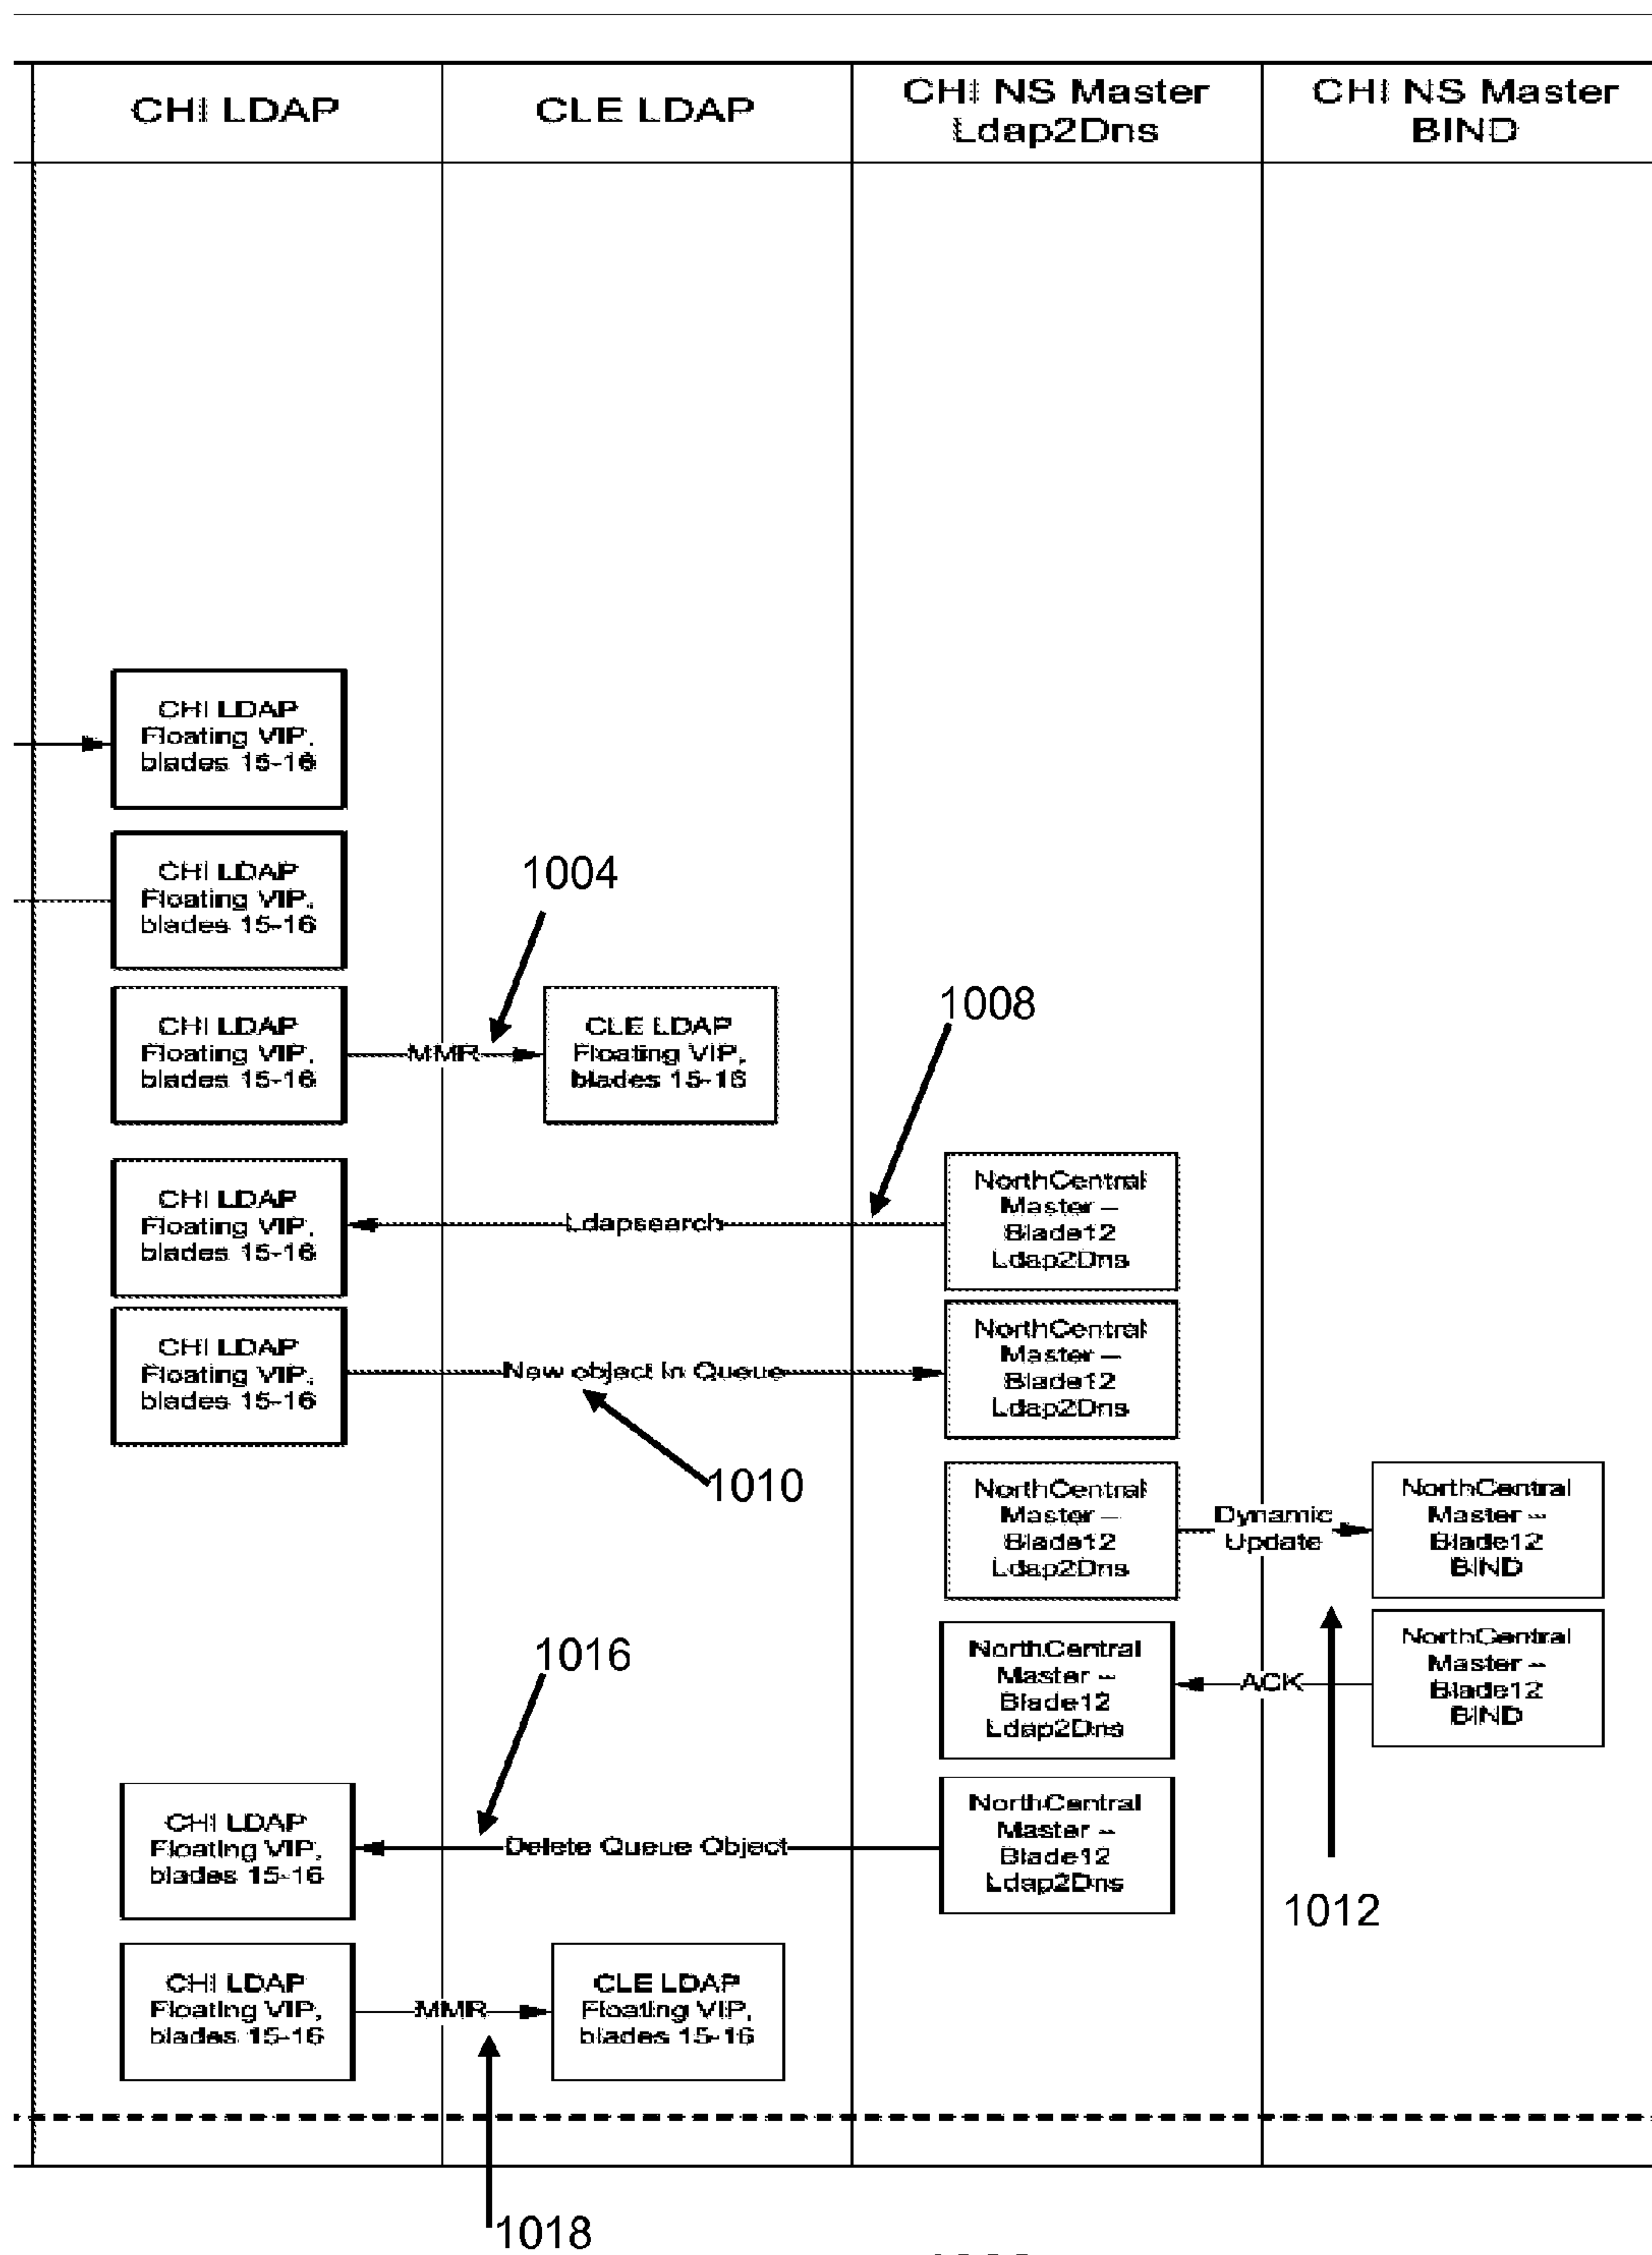 CHI LDAP
CLE LDAP
CHI NS Master
Ldap2Dns
CHI NS Master
BIND
CHI LDAP
Floating VIP,
blades 15-16
CHI LDAP
Floating VIP,
blades 15-16
1004
CHI LDAP
Floating VIP,
blades 15-16
MMR
CLE LDAP
Floating VIP,
blades 15-16
1008
CHI LDAP
Floating VIP,
blades 15-16
Ldapsearch
NorthCentral
Master –
Blade12
Ldap2Dns
CHI LDAP
Floating VIP,
blades 15-16
New object in Queue
NorthCentral
Master –
Blade12
Ldap2Dns
1010
NorthCentral
Master –
Blade12
Ldap2Dns
Dynamic
Update
NorthCentral
Master –
Blade12
BIND
NorthCentral
Master –
Blade12
Ldap2Dns
ACK
NorthCentral
Master –
Blade12
BIND
1016
CHI LDAP
Floating VIP,
blades 15-16
Delete Queue Object
NorthCentral
Master –
Blade12
Ldap2Dns
1012
CHI LDAP
Floating VIP,
blades 15-16
MMR
CLE LDAP
Floating VIP,
blades 15-16
1018